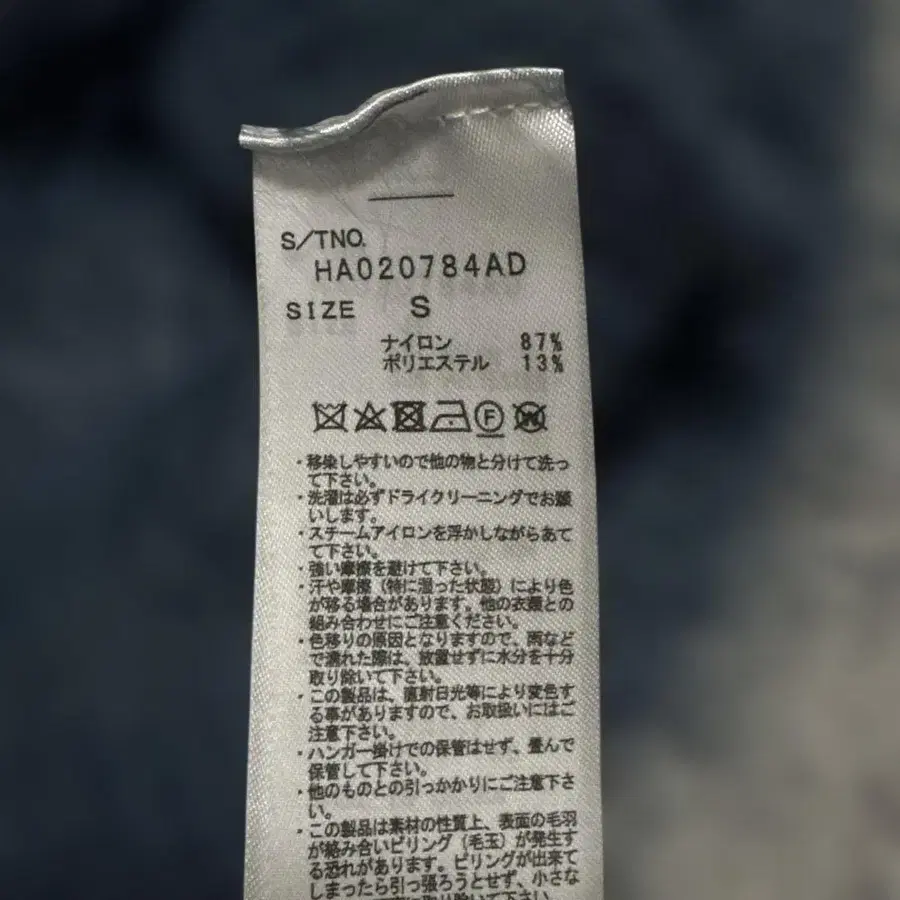 S/TNO.
HA020784AD
SIZE S
ナイロン 87%
ポリエステル 13%
F
W
・移染しやすいので他の物と分けて洗っ
て下さい。
・洗濯は必ずドライクリーニングでお願
いします。
・スチームアイロンを浮かしながらあて
て下さい。
・強い摩擦を避けて下さい。
・汗や摩擦（特に湿った状態）により色
が移る場合があります。他の衣類との
組み合わせにご注意ください。
・色移りの原因となりますので、雨など
で濡れた際は、放置せずに水分を十分
取り除いて下さい。
・この製品は、直射日光等により変色す
る事がありますので、お取扱いにはご
注意下さい。
・ハンガー掛けでの保管はせず、畳んで
保管して下さい。
・他のものとの引っかかりにご注意下さ
い。
・この製品は素材の性質上、表面の毛羽
が絡み合いピリング（毛玉）が発生す
る恐れがあります。ピリングが出来て
しまったら引っ張ろうとせず、小さな
に取り除いて下さい。